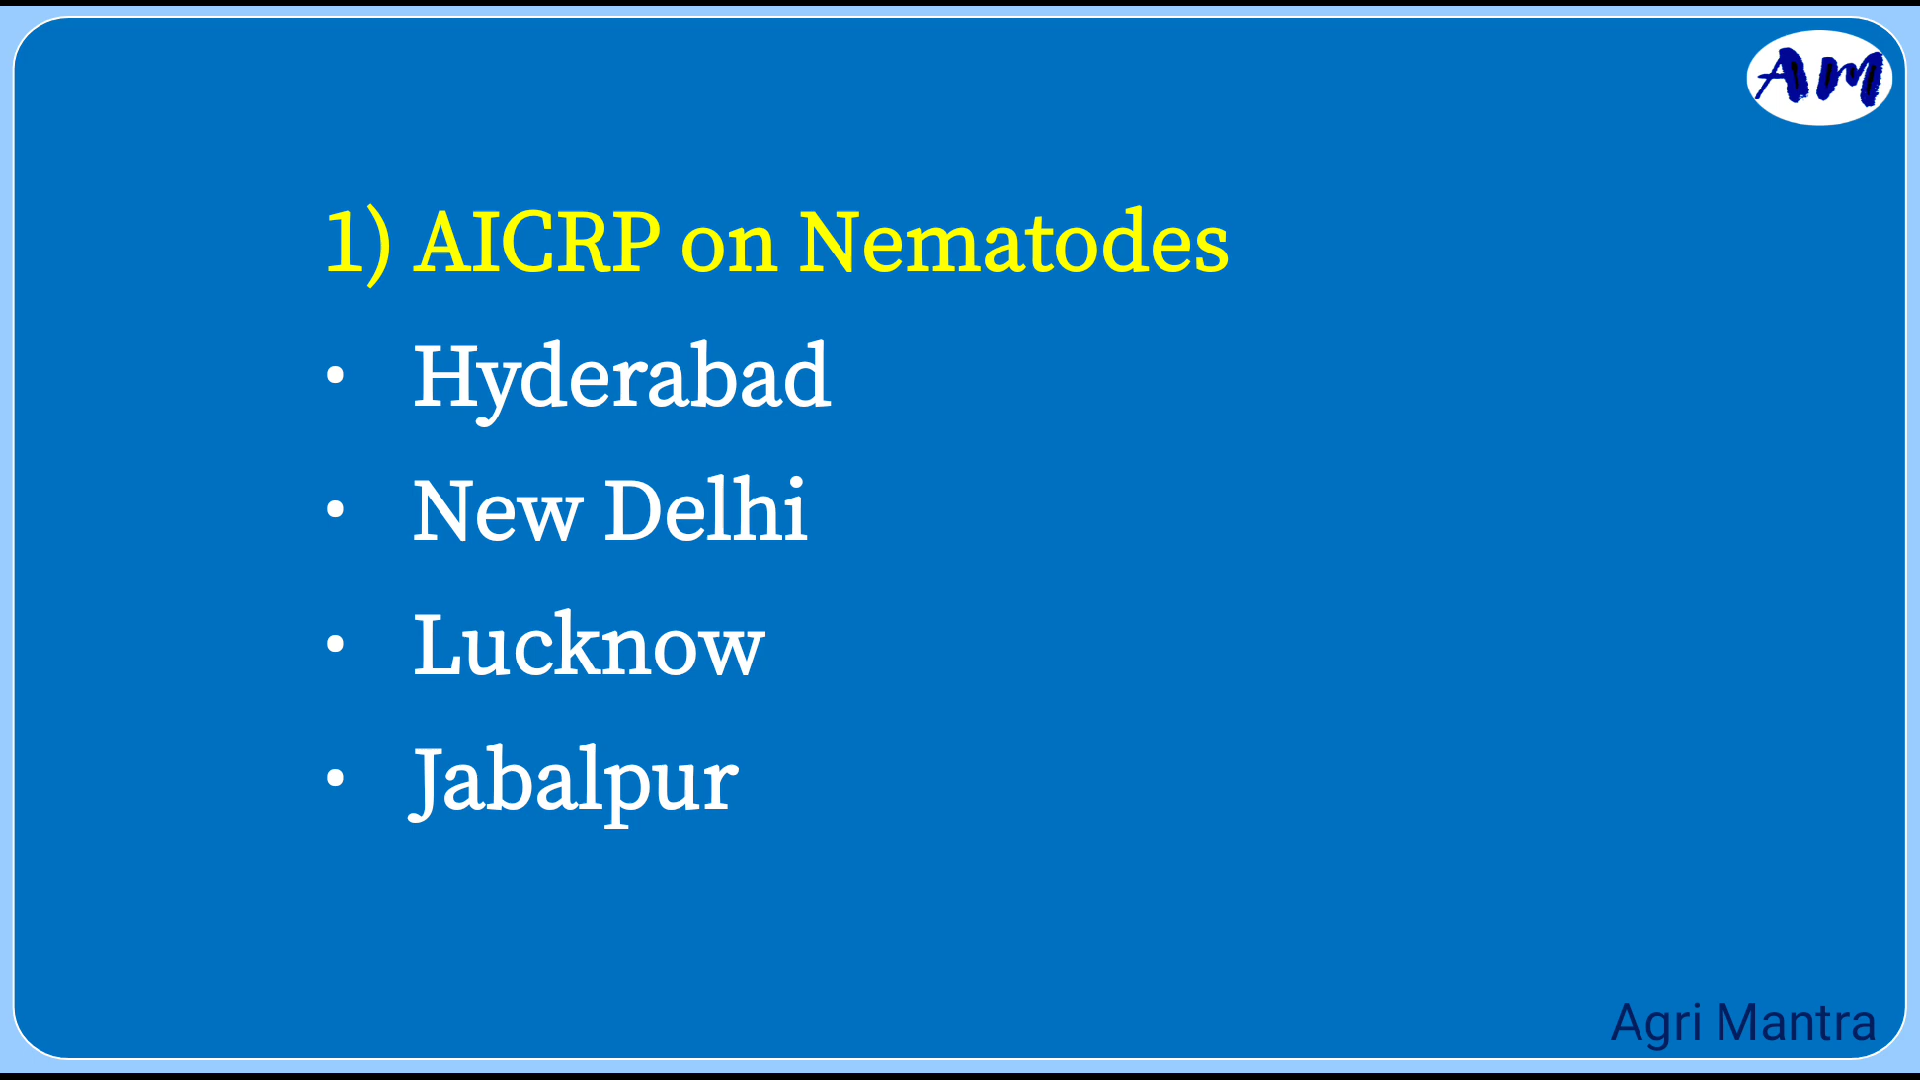 AM
1) AICRP on Nematodes
• Hyderabad
• New Delhi
• Lucknow
• Jabalpur
Agri Mantra